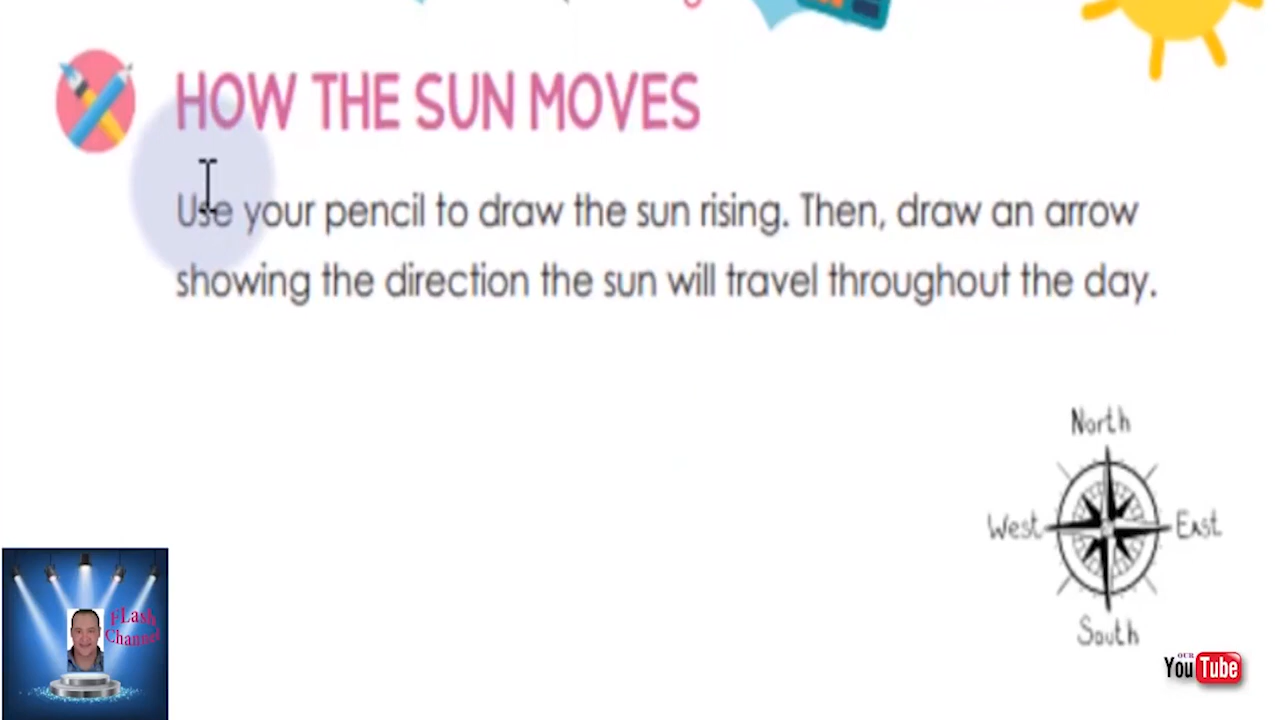 HOW THE SUN MOVES
Use your pencil to draw the sun rising. Then, draw an arrow
showing the direction the sun will travel throughout the day.
North
West
East
South
FLash
Channel
OUR
YouTube